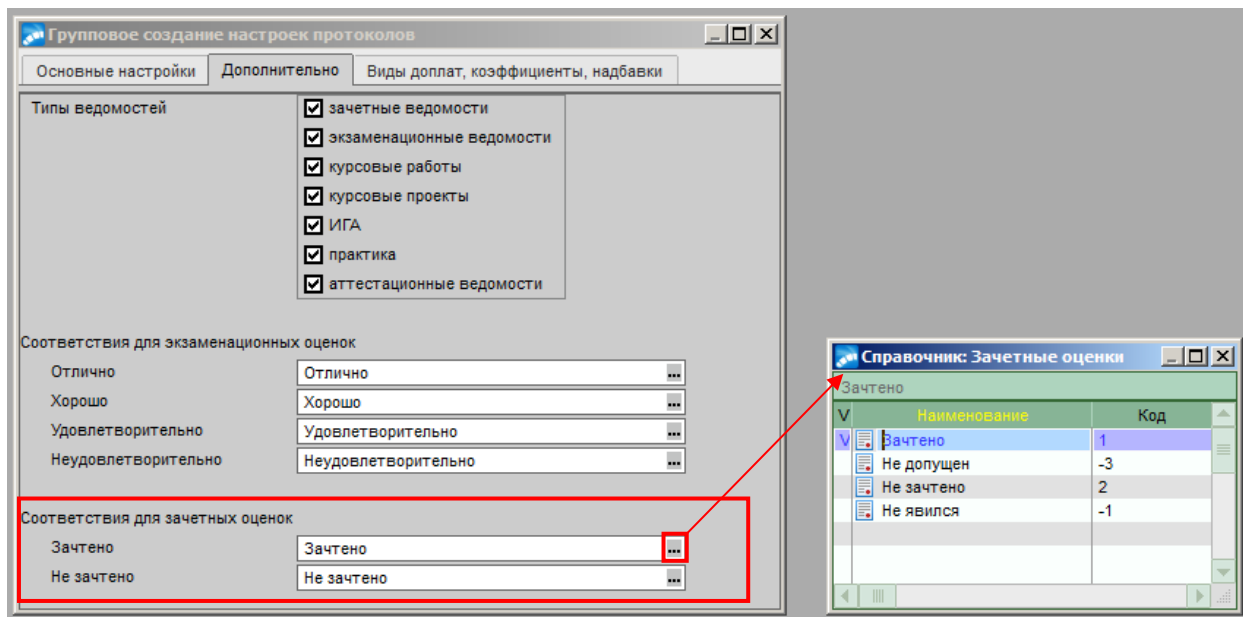 Групповое создание настроек протоколов
Основные настройки Дополнительно Виды доплат, коэффициенты, надбавки
Типы ведомостей
зачетные ведомости
экзаменационные ведомости
курсовые работы
курсовые проекты
ИГА
практика
аттестационные ведомости
Соответствия для экзаменационных оценок
Отлично Отлично ...
Хорошо Хорошо ...
Удовлетворительно Удовлетворительно ...
Неудовлетворительно Неудовлетворительно ...
Соответствия для зачетных оценок
Зачтено Зачтено ...
Не зачтено Не зачтено ...
Справочник: Зачетные оценки
Зачтено
V Наименование Код
V Зачтено 1
Не допущен -3
Не зачтено 2
Не явился -1